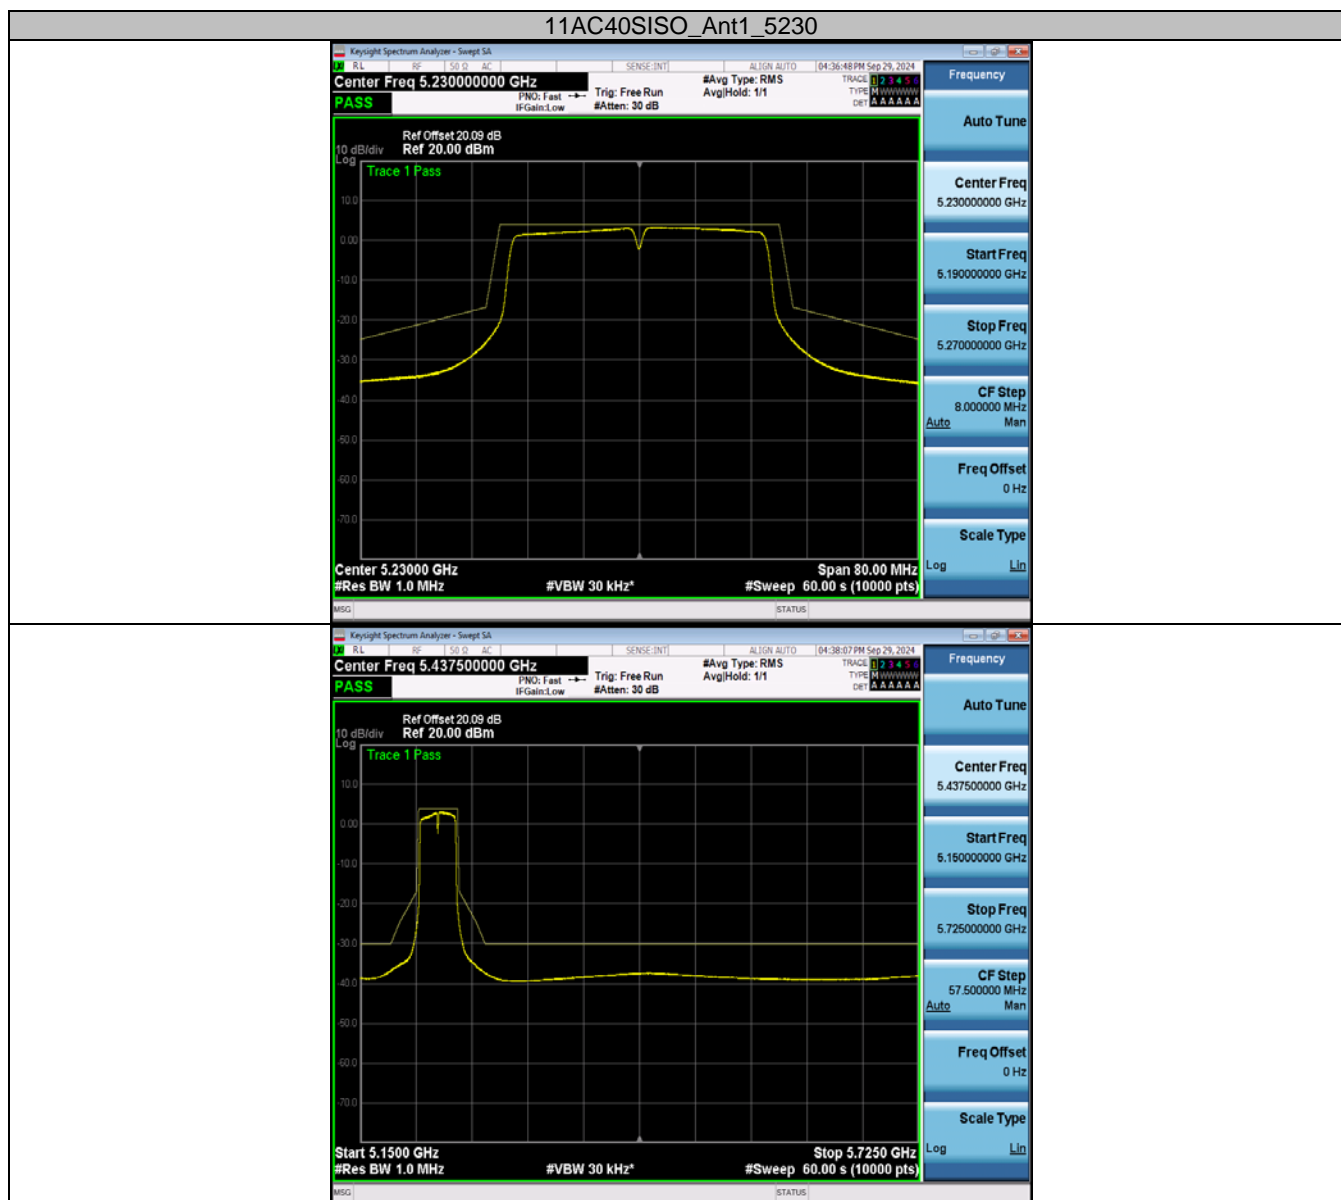 11AC40SISO_Ant1_5230
Keysight Spectrum Analyzer - Swept SA
RL RF 50 Ω AC SENSE:INT ALIGN AUTO 04:36:48 PM Sep 29, 2024
Center Freq 5.230000000 GHz
PASS
PNO: Fast
IFGain:Low
Trig: Free Run
#Atten: 30 dB
#Avg Type: RMS
Avg|Hold: 1/1
TRACE 1 2 3 4 5 6
TYPE M WWWWW
DET A A A A A A
Frequency
Ref Offset 20.09 dB
10 dB/div Ref 20.00 dBm
Log
Trace 1 Pass
10.0
0.00
-10.0
-20.0
-30.0
-40.0
-50.0
-60.0
-70.0
Center 5.23000 GHz Span 80.00 MHz
#Res BW 1.0 MHz #VBW 30 kHz* #Sweep 60.00 s (10000 pts)
MSG STATUS
Auto Tune
Center Freq
5.230000000 GHz
Start Freq
5.190000000 GHz
Stop Freq
5.270000000 GHz
CF Step
8.000000 MHz
Auto Man
Freq Offset
0 Hz
Scale Type
Log Lin
Keysight Spectrum Analyzer - Swept SA
RL RF 50 Ω AC SENSE:INT ALIGN AUTO 04:38:07 PM Sep 29, 2024
Center Freq 5.437500000 GHz
PASS
PNO: Fast
IFGain:Low
Trig: Free Run
#Atten: 30 dB
#Avg Type: RMS
Avg|Hold: 1/1
TRACE 1 2 3 4 5 6
TYPE M WWWWW
DET A A A A A A
Frequency
Ref Offset 20.09 dB
10 dB/div Ref 20.00 dBm
Log
Trace 1 Pass
10.0
0.00
-10.0
-20.0
-30.0
-40.0
-50.0
-60.0
-70.0
Start 5.1500 GHz Stop 5.7250 GHz
#Res BW 1.0 MHz #VBW 30 kHz* #Sweep 60.00 s (10000 pts)
MSG STATUS
Auto Tune
Center Freq
5.437500000 GHz
Start Freq
5.150000000 GHz
Stop Freq
5.725000000 GHz
CF Step
57.500000 MHz
Auto Man
Freq Offset
0 Hz
Scale Type
Log Lin